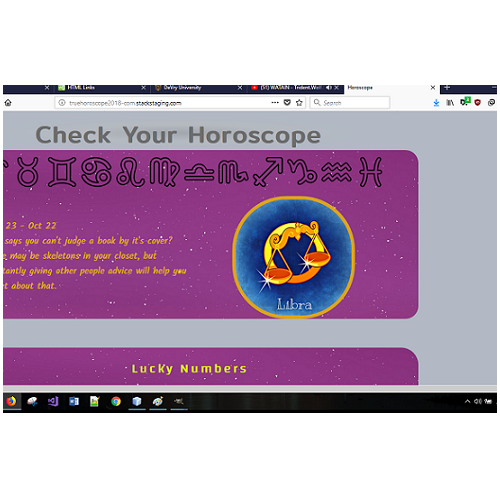 HTML Links
DeVry University
(51) WATAIN - Trident.Wolf
Horoscope
truehoroscope2018-com.stackstaging.com
Search
Check Your Horoscope
23 - Oct 22
says you can't judge a book by it's cover?
may be skeletons in your closet, but
tantly giving other people advice will help you
t about that.
Libra
Lucky Numbers